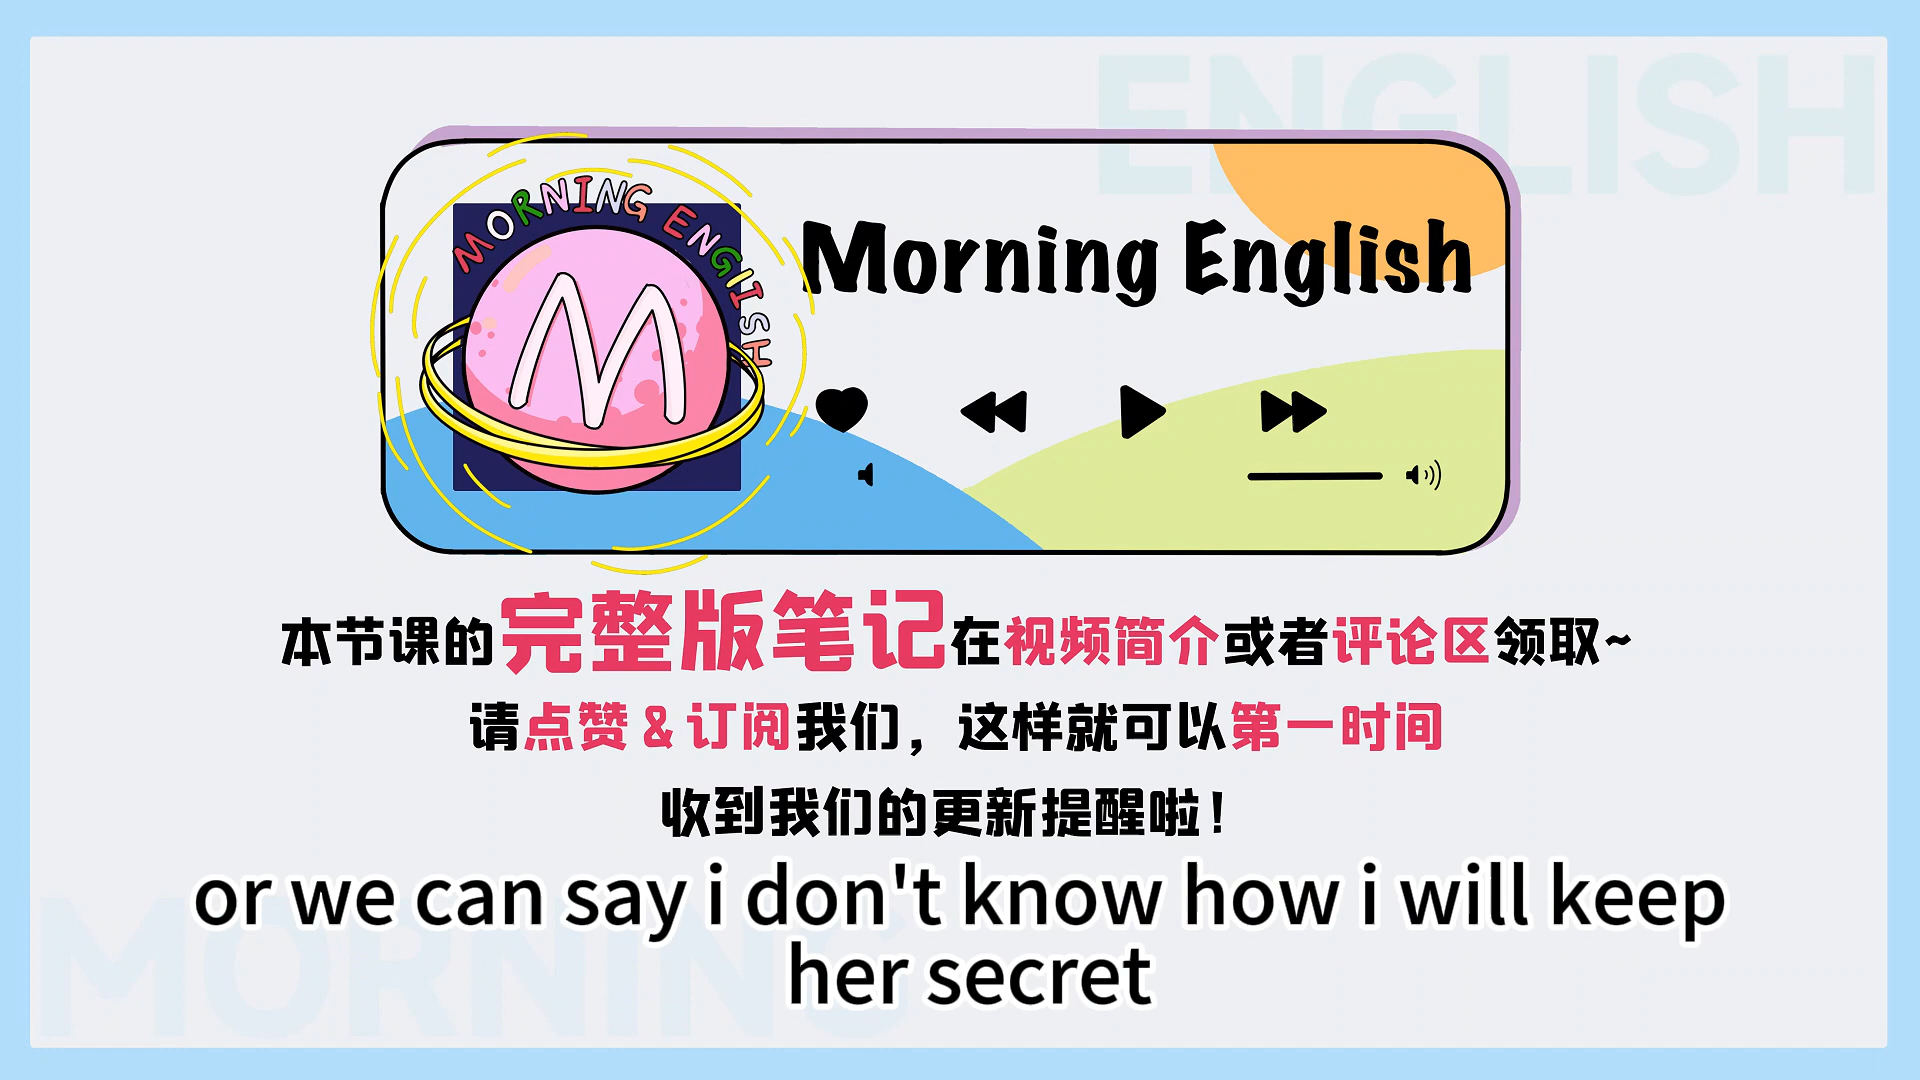 ENGLISH
MORNING ENGLISH
M
Morning English
本节课的完整版笔记在视频简介或者评论区领取~
请点赞&订阅我们，这样就可以第一时间
收到我们的更新提醒啦！
MORNING
or we can say i don't know how i will keep
her secret